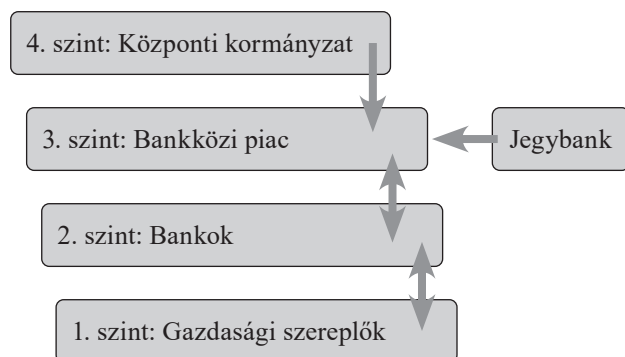 4. szint: Központi kormányzat
3. szint: Bankközi piac
Jegybank
2. szint: Bankok
1. szint: Gazdasági szereplők